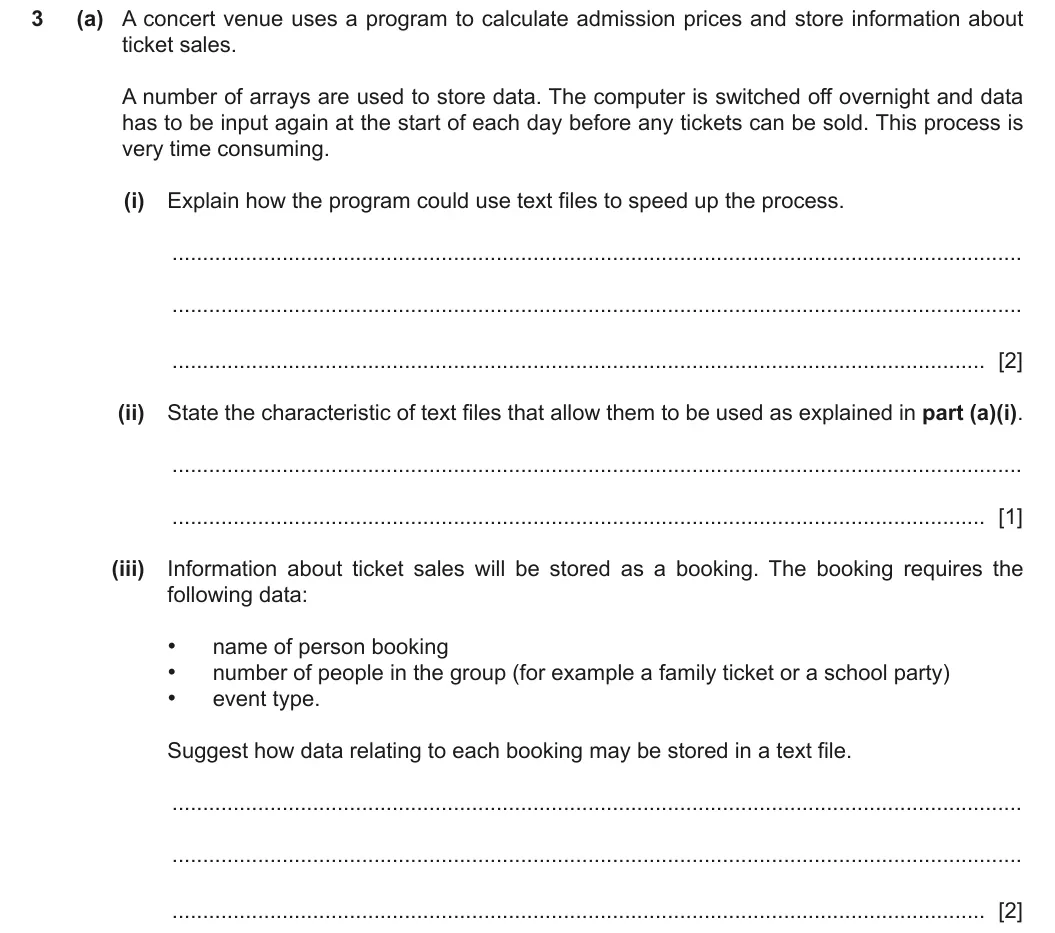 3 (a) A concert venue uses a program to calculate admission prices and store information about
ticket sales.
A number of arrays are used to store data. The computer is switched off overnight and data
has to be input again at the start of each day before any tickets can be sold. This process is
very time consuming.
(i) Explain how the program could use text files to speed up the process.
..........................................................................................................................................
..........................................................................................................................................
.................................................................................................................................... [2]
(ii) State the characteristic of text files that allow them to be used as explained in part (a)(i).
..........................................................................................................................................
.................................................................................................................................... [1]
(iii) Information about ticket sales will be stored as a booking. The booking requires the
following data:
• name of person booking
• number of people in the group (for example a family ticket or a school party)
• event type.
Suggest how data relating to each booking may be stored in a text file.
..........................................................................................................................................
..........................................................................................................................................
.................................................................................................................................... [2]